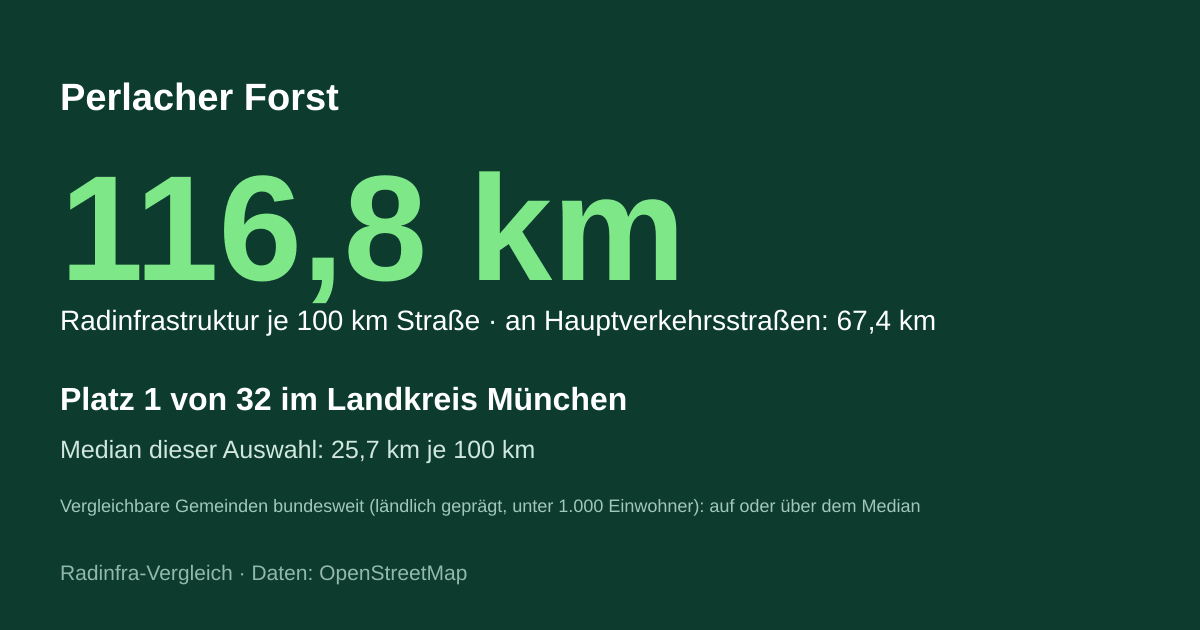 Perlacher Forst
116,8 km
Radinfrastruktur je 100 km Straße · an Hauptverkehrsstraßen: 67,4 km
Platz 1 von 32 im Landkreis München
Median dieser Auswahl: 25,7 km je 100 km
Vergleichbare Gemeinden bundesweit (ländlich geprägt, unter 1.000 Einwohner): auf oder über dem Median
Radinfra-Vergleich · Daten: OpenStreetMap